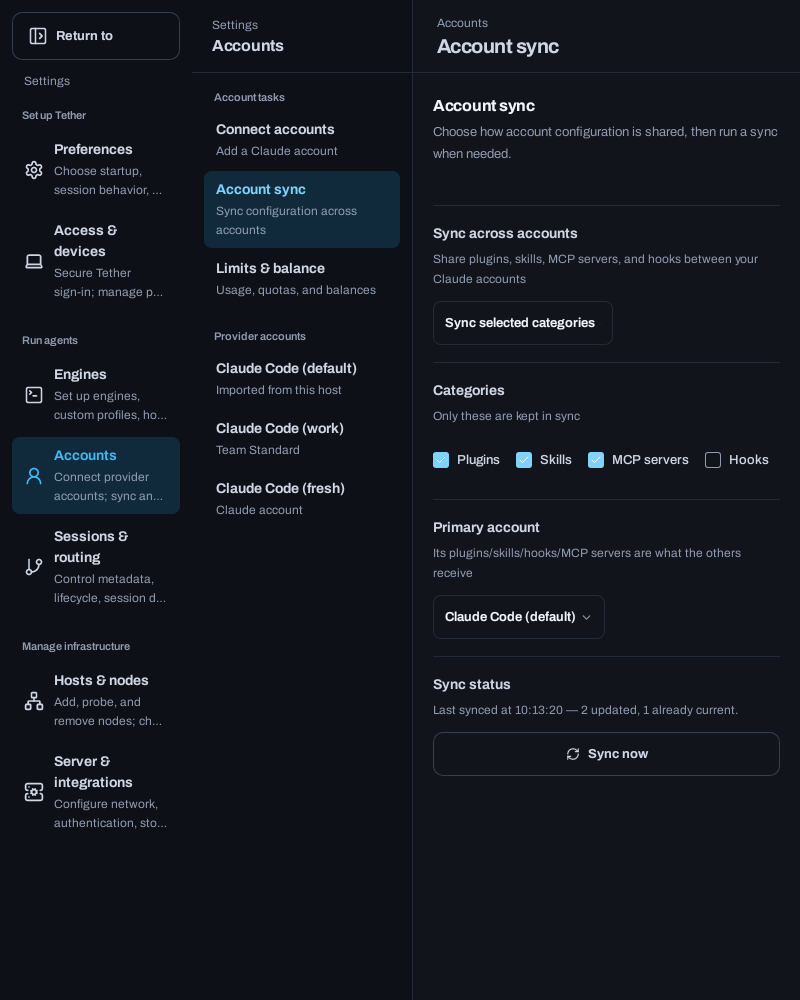 Return to
Settings
Set up Tether
Preferences
Choose startup,
session behavior, ...
Access &
devices
Secure Tether
sign-in; manage p...
Run agents
Engines
Set up engines,
custom profiles, ho...
Accounts
Connect provider
accounts; sync an...
Sessions &
routing
Control metadata,
lifecycle, session d...
Manage infrastructure
Hosts & nodes
Add, probe, and
remove nodes; ch...
Server &
integrations
Configure network,
authentication, sto...
Settings
Accounts
Account tasks
Connect accounts
Add a Claude account
Account sync
Sync configuration across
accounts
Limits & balance
Usage, quotas, and balances
Provider accounts
Claude Code (default)
Imported from this host
Claude Code (work)
Team Standard
Claude Code (fresh)
Claude account
Accounts
Account sync
Account sync
Choose how account configuration is shared, then run a sync
when needed.
Sync across accounts
Share plugins, skills, MCP servers, and hooks between your
Claude accounts
Sync selected categories
Categories
Only these are kept in sync
Plugins Skills MCP servers Hooks
Primary account
Its plugins/skills/hooks/MCP servers are what the others
receive
Claude Code (default)
Sync status
Last synced at 10:13:20 — 2 updated, 1 already current.
Sync now